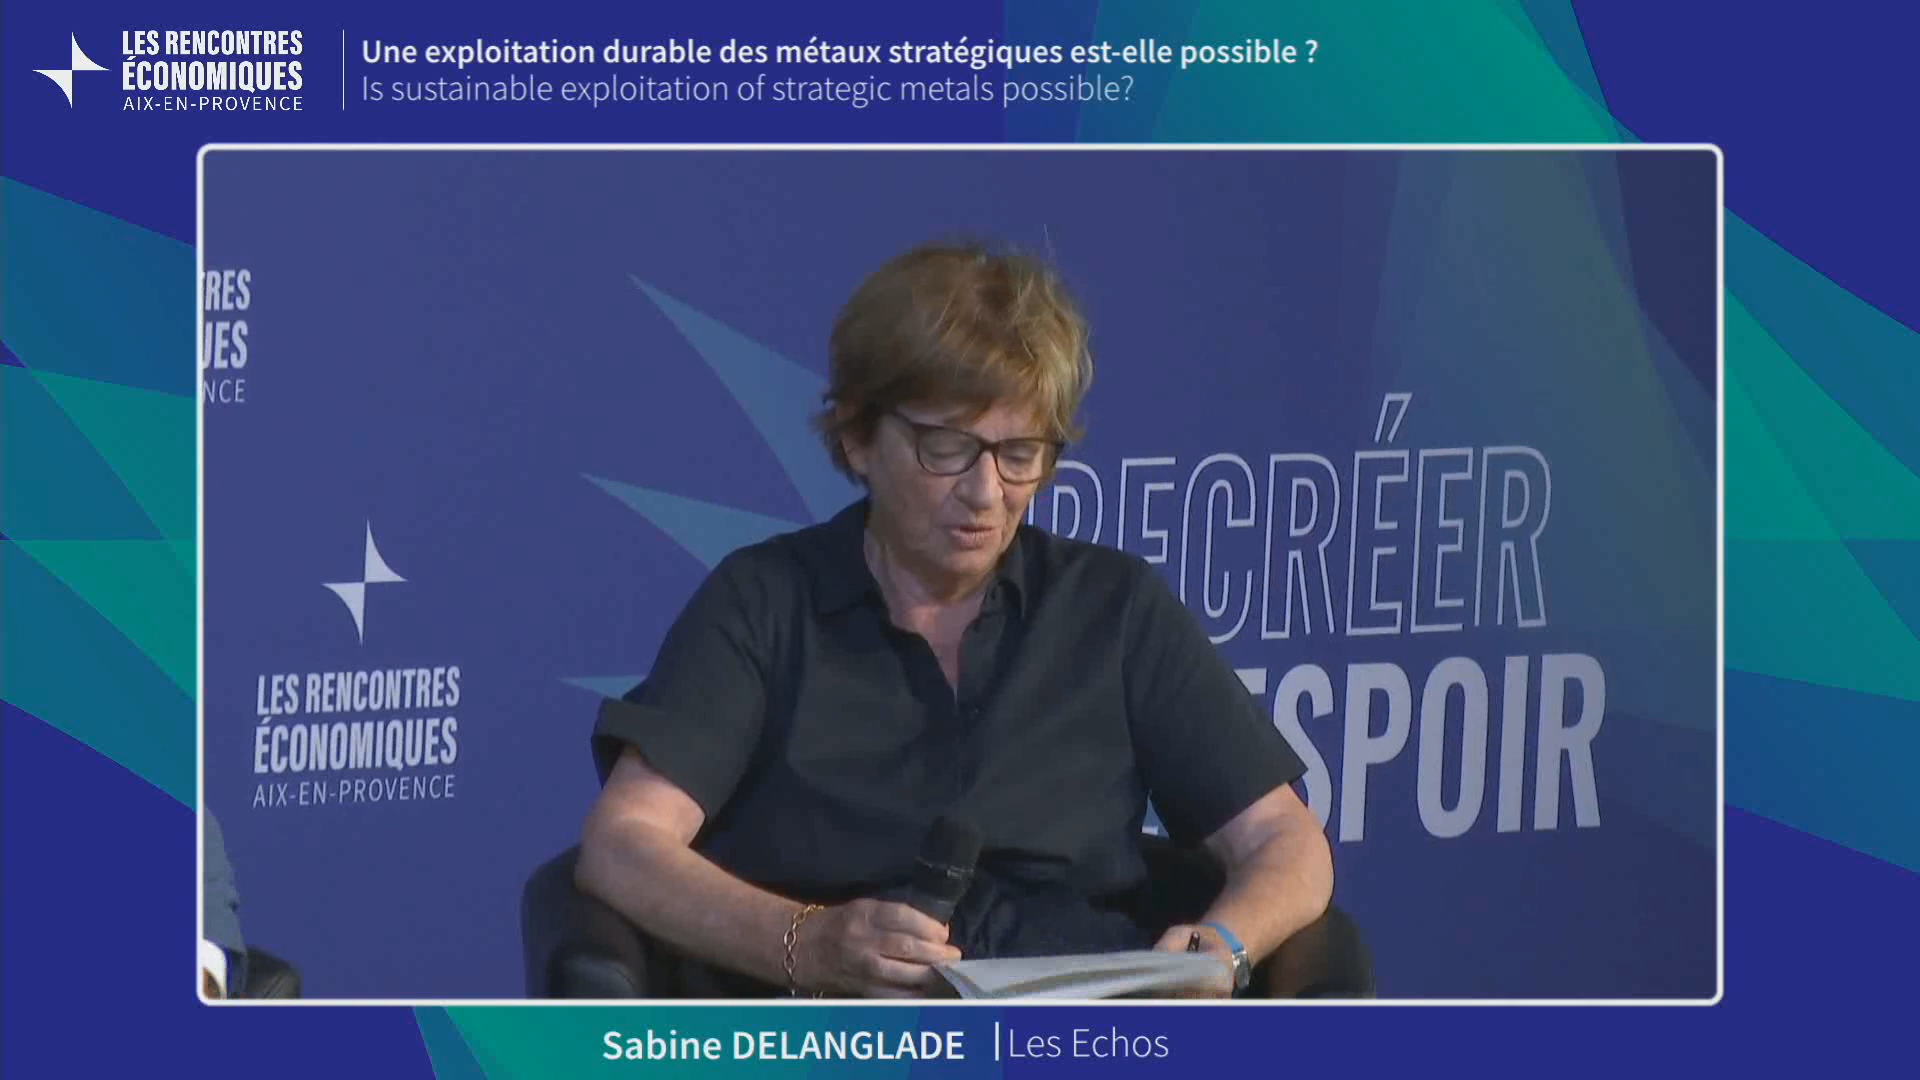 LES RENCONTRES
ÉCONOMIQUES
AIX-EN-PROVENCE
Une exploitation durable des métaux stratégiques est-elle possible ?
Is sustainable exploitation of strategic metals possible?
RES
UES
NCE
LES RENCONTRES
ÉCONOMIQUES
AIX-EN-PROVENCE
RECRÉER
ESPOIR
Sabine DELANGLADE | Les Echos